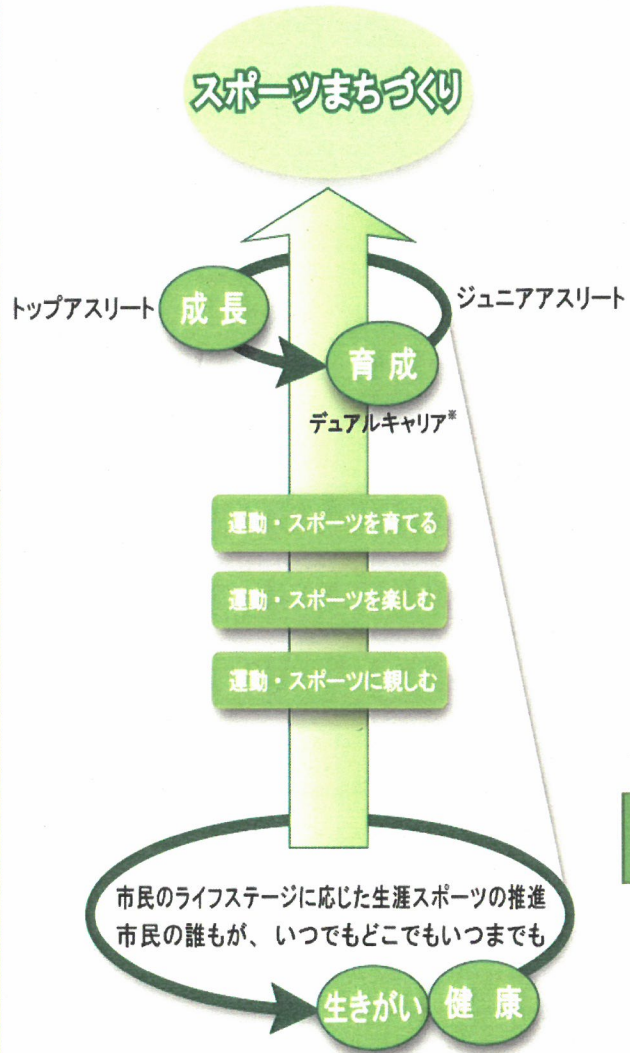 スポーツまちづくり
トップアスリート
成長
ジュニアアスリート
育成
デュアルキャリア※
運動・スポーツを育てる
運動・スポーツを楽しむ
運動・スポーツに親しむ
市民のライフステージに応じた生涯スポーツの推進
市民の誰もが、いつでもどこでもいつまでも
生きがい
健康